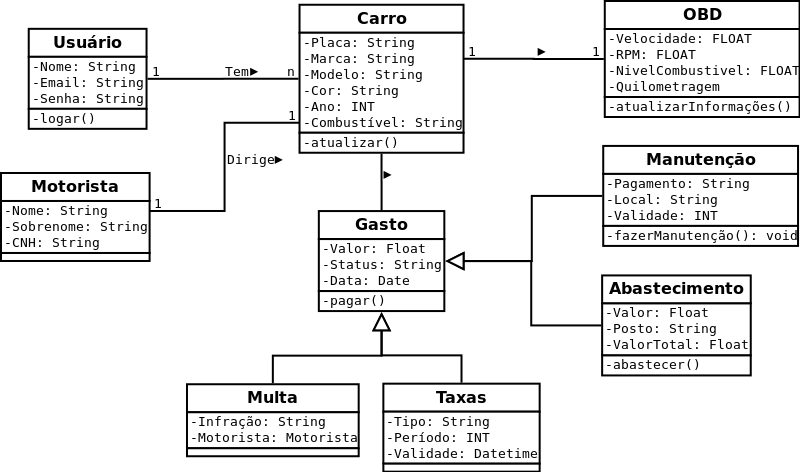 Usuário
-Nome: String
-Email: String
-Senha: String
-logar()
1
Tem
n
Carro
-Placa: String
-Marca: String
-Modelo: String
-Cor: String
-Ano: INT
-Combustível: String
-atualizar()
1
1
OBD
-Velocidade: FLOAT
-RPM: FLOAT
-NivelCombustivel: FLOAT
-Quilometragem
-atualizarInformações()
1
Dirige
1
Motorista
-Nome: String
-Sobrenome: String
-CNH: String
Gasto
-Valor: Float
-Status: String
-Data: Date
-pagar()
Manutenção
-Pagamento: String
-Local: String
-Validade: INT
-fazerManutenção(): void
Abastecimento
-Valor: Float
-Posto: String
-ValorTotal: Float
-abastecer()
Multa
-Infração: String
-Motorista: Motorista
Taxas
-Tipo: String
-Período: INT
-Validade: Datetime